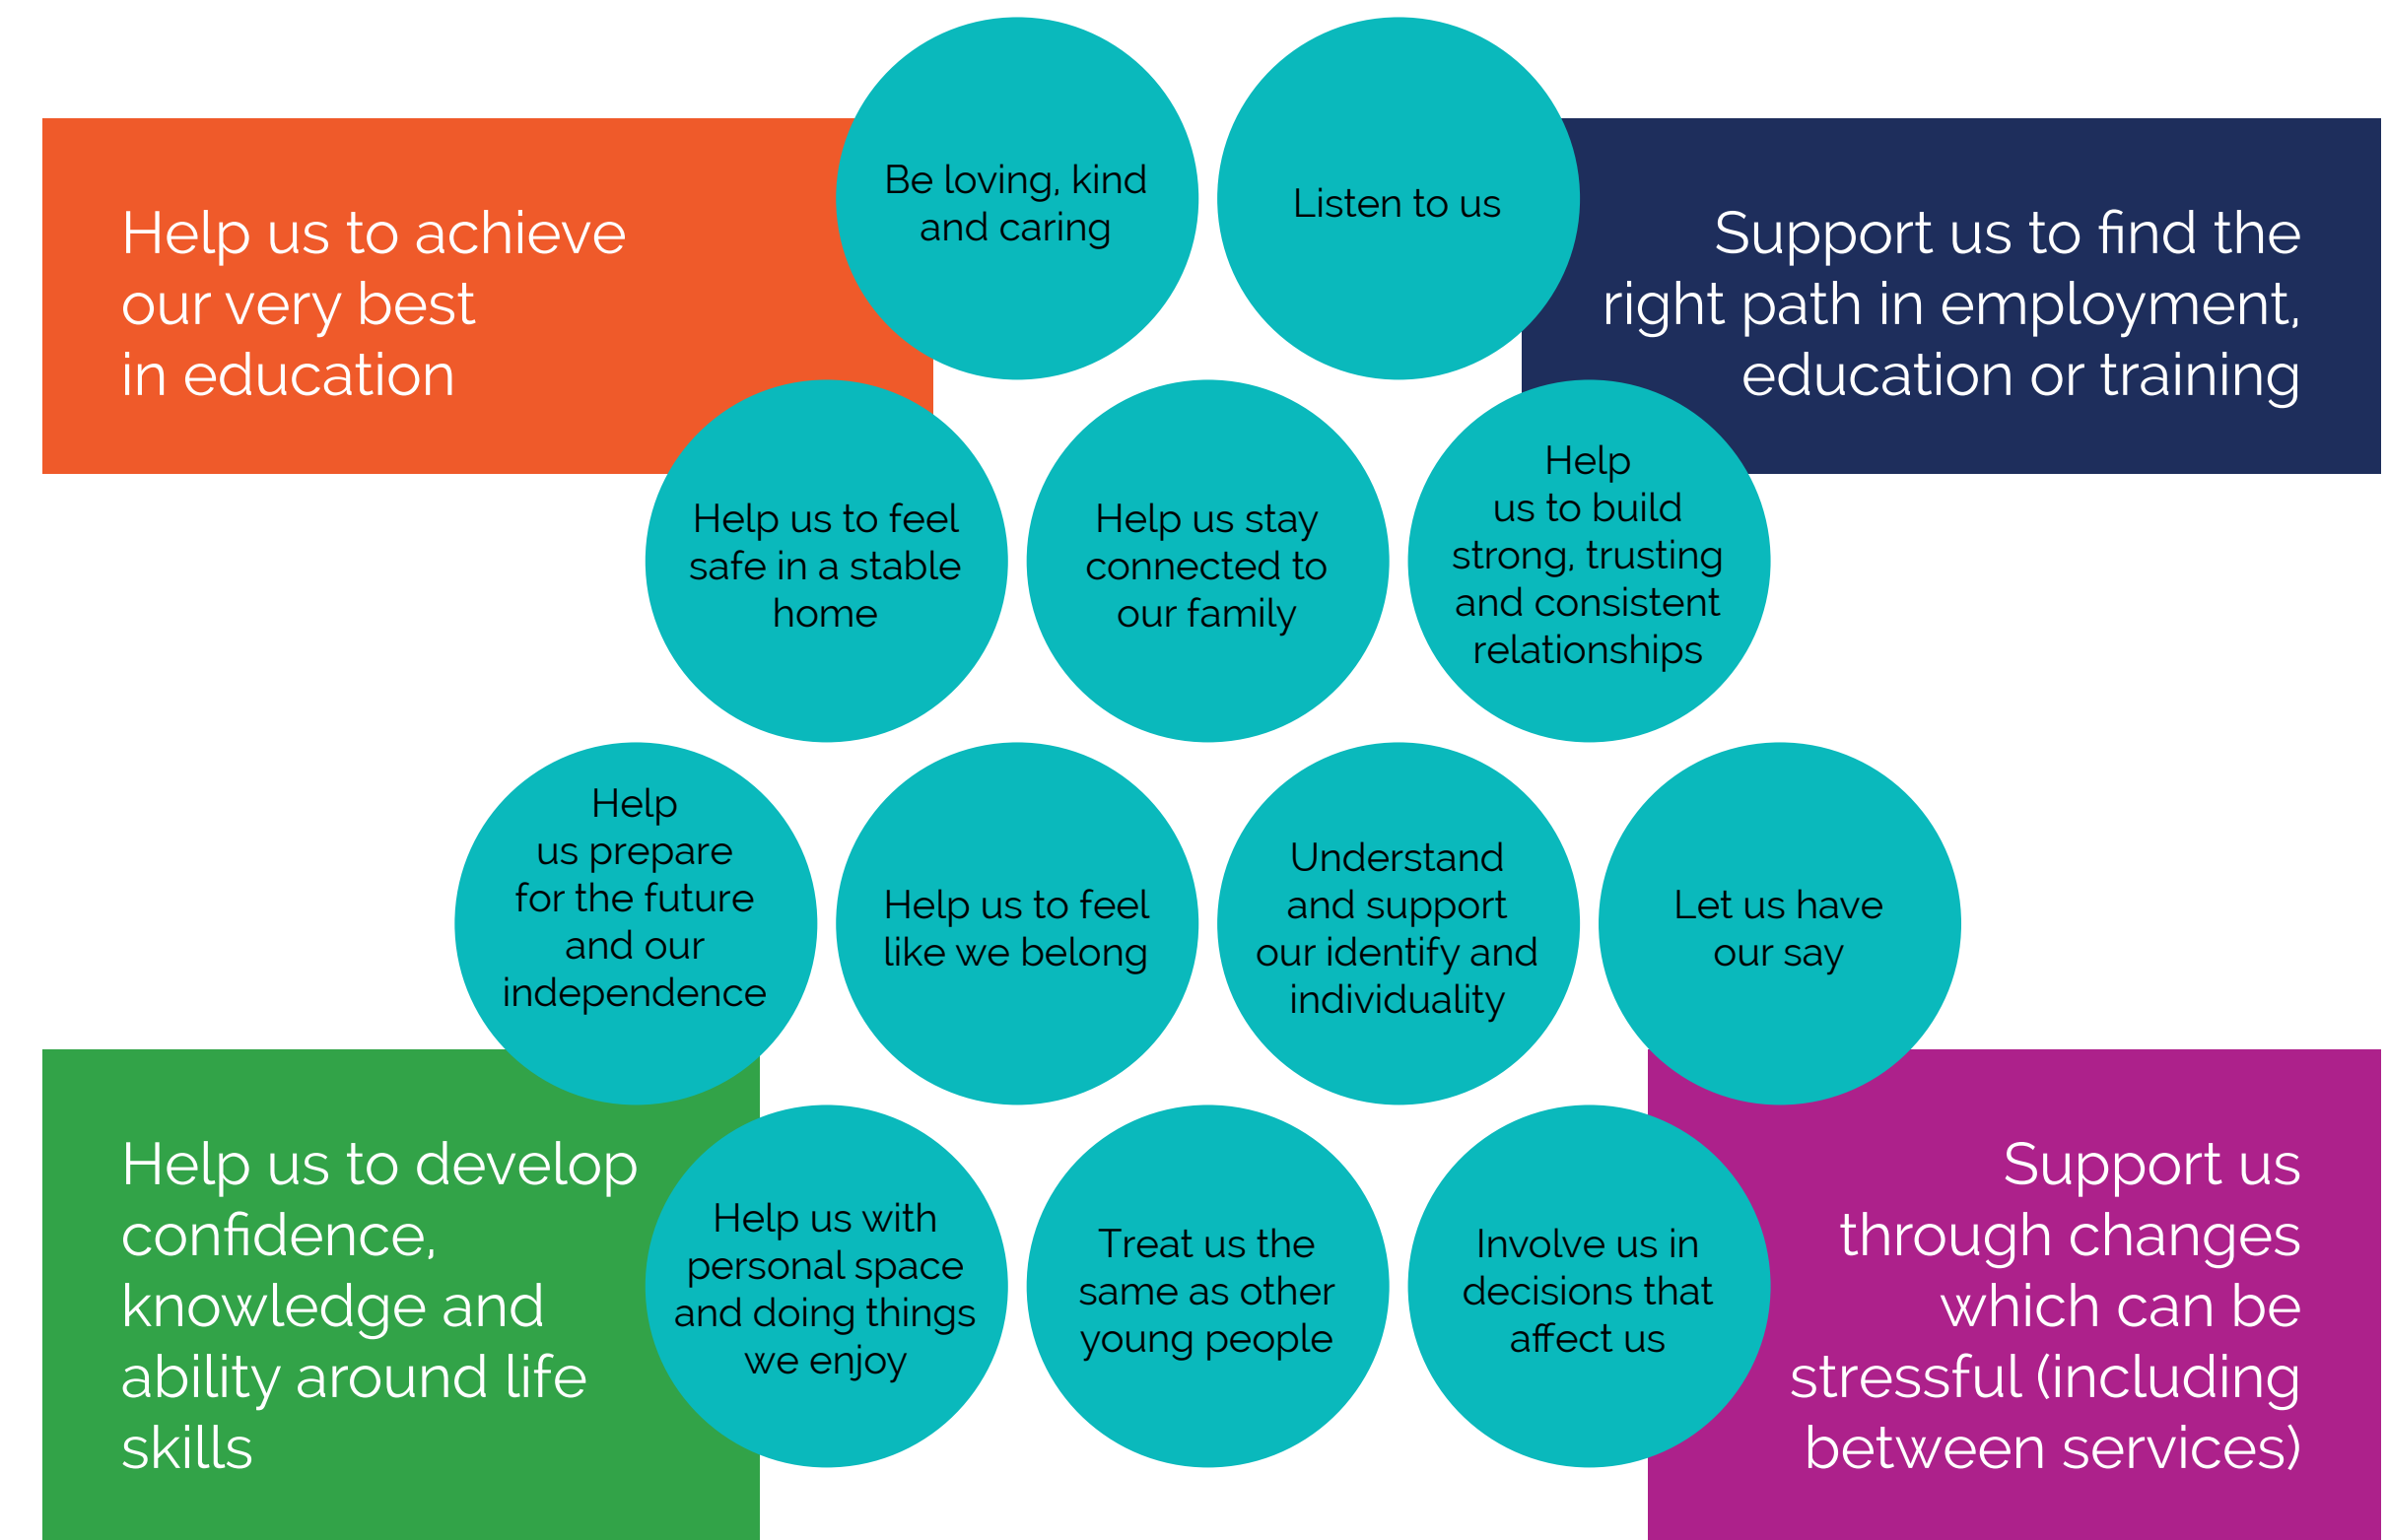 Help us to achieve
our very best
in education
Be loving, kind
and caring
Listen to us
Support us to find the
right path in employment,
education or training
Help us to feel
safe in a stable
home
Help us stay
connected to
our family
Help
us to build
strong, trusting
and consistent
relationships
Help
us prepare
for the future
and our
independence
Help us to feel
like we belong
Understand
and support
our identify and
individuality
Let us have
our say
Help us to develop
confidence,
knowledge and
ability around life
skills
Help us with
personal space
and doing things
we enjoy
Treat us the
same as other
young people
Involve us in
decisions that
affect us
Support us
through changes
which can be
stressful (including
between services)